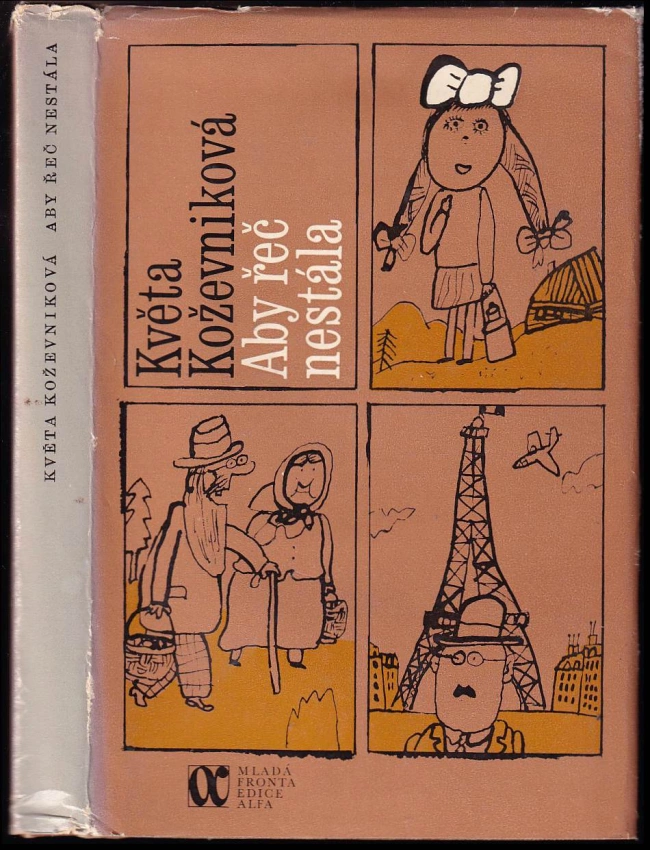 KVĚTA KOŽEVNIKOVÁ ABY ŘEČ NESTÁLA
Květa
Koževniková
Aby řeč
nestála
α
MLADÁ
FRONTA
EDICE
ALFA